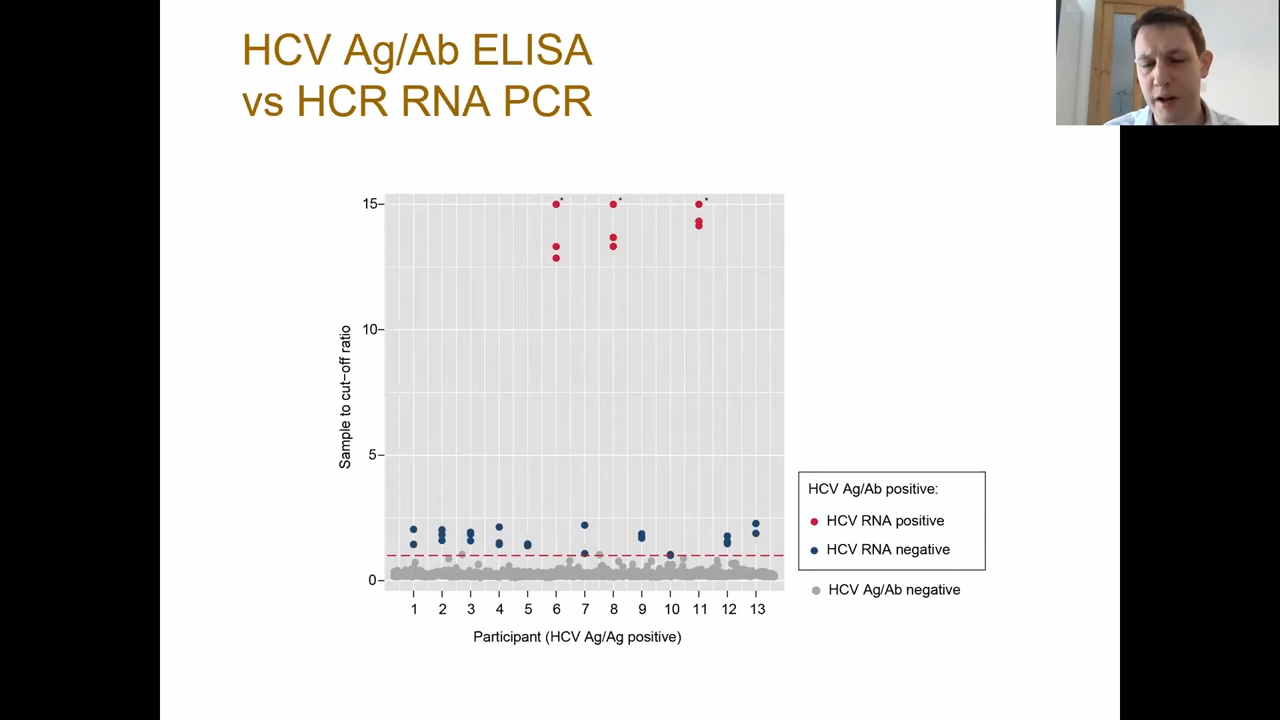 HCV Ag/Ab ELISA
vs HCR RNA PCR
15
*
*
*
10
5
0
Sample to cut-off ratio
1 2 3 4 5 6 7 8 9 10 11 12 13
Participant (HCV Ag/Ag positive)
HCV Ag/Ab positive:
HCV RNA positive
HCV RNA negative
HCV Ag/Ab negative